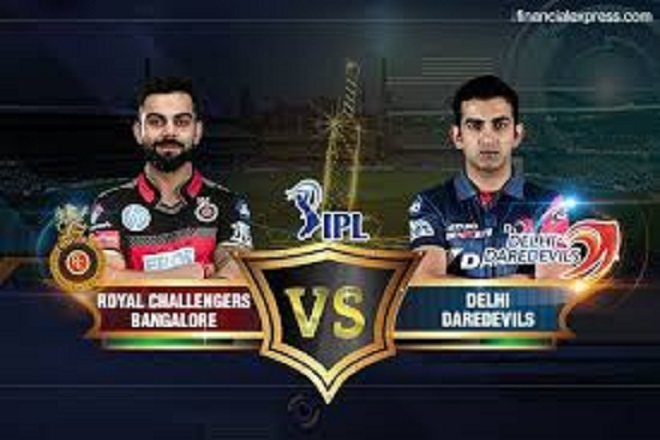 financialexpress.com
IPL
DELHI
DAREDEVILS
ROYAL CHALLENGERS
BANGALORE
VS
DELHI
DAREDEVILS